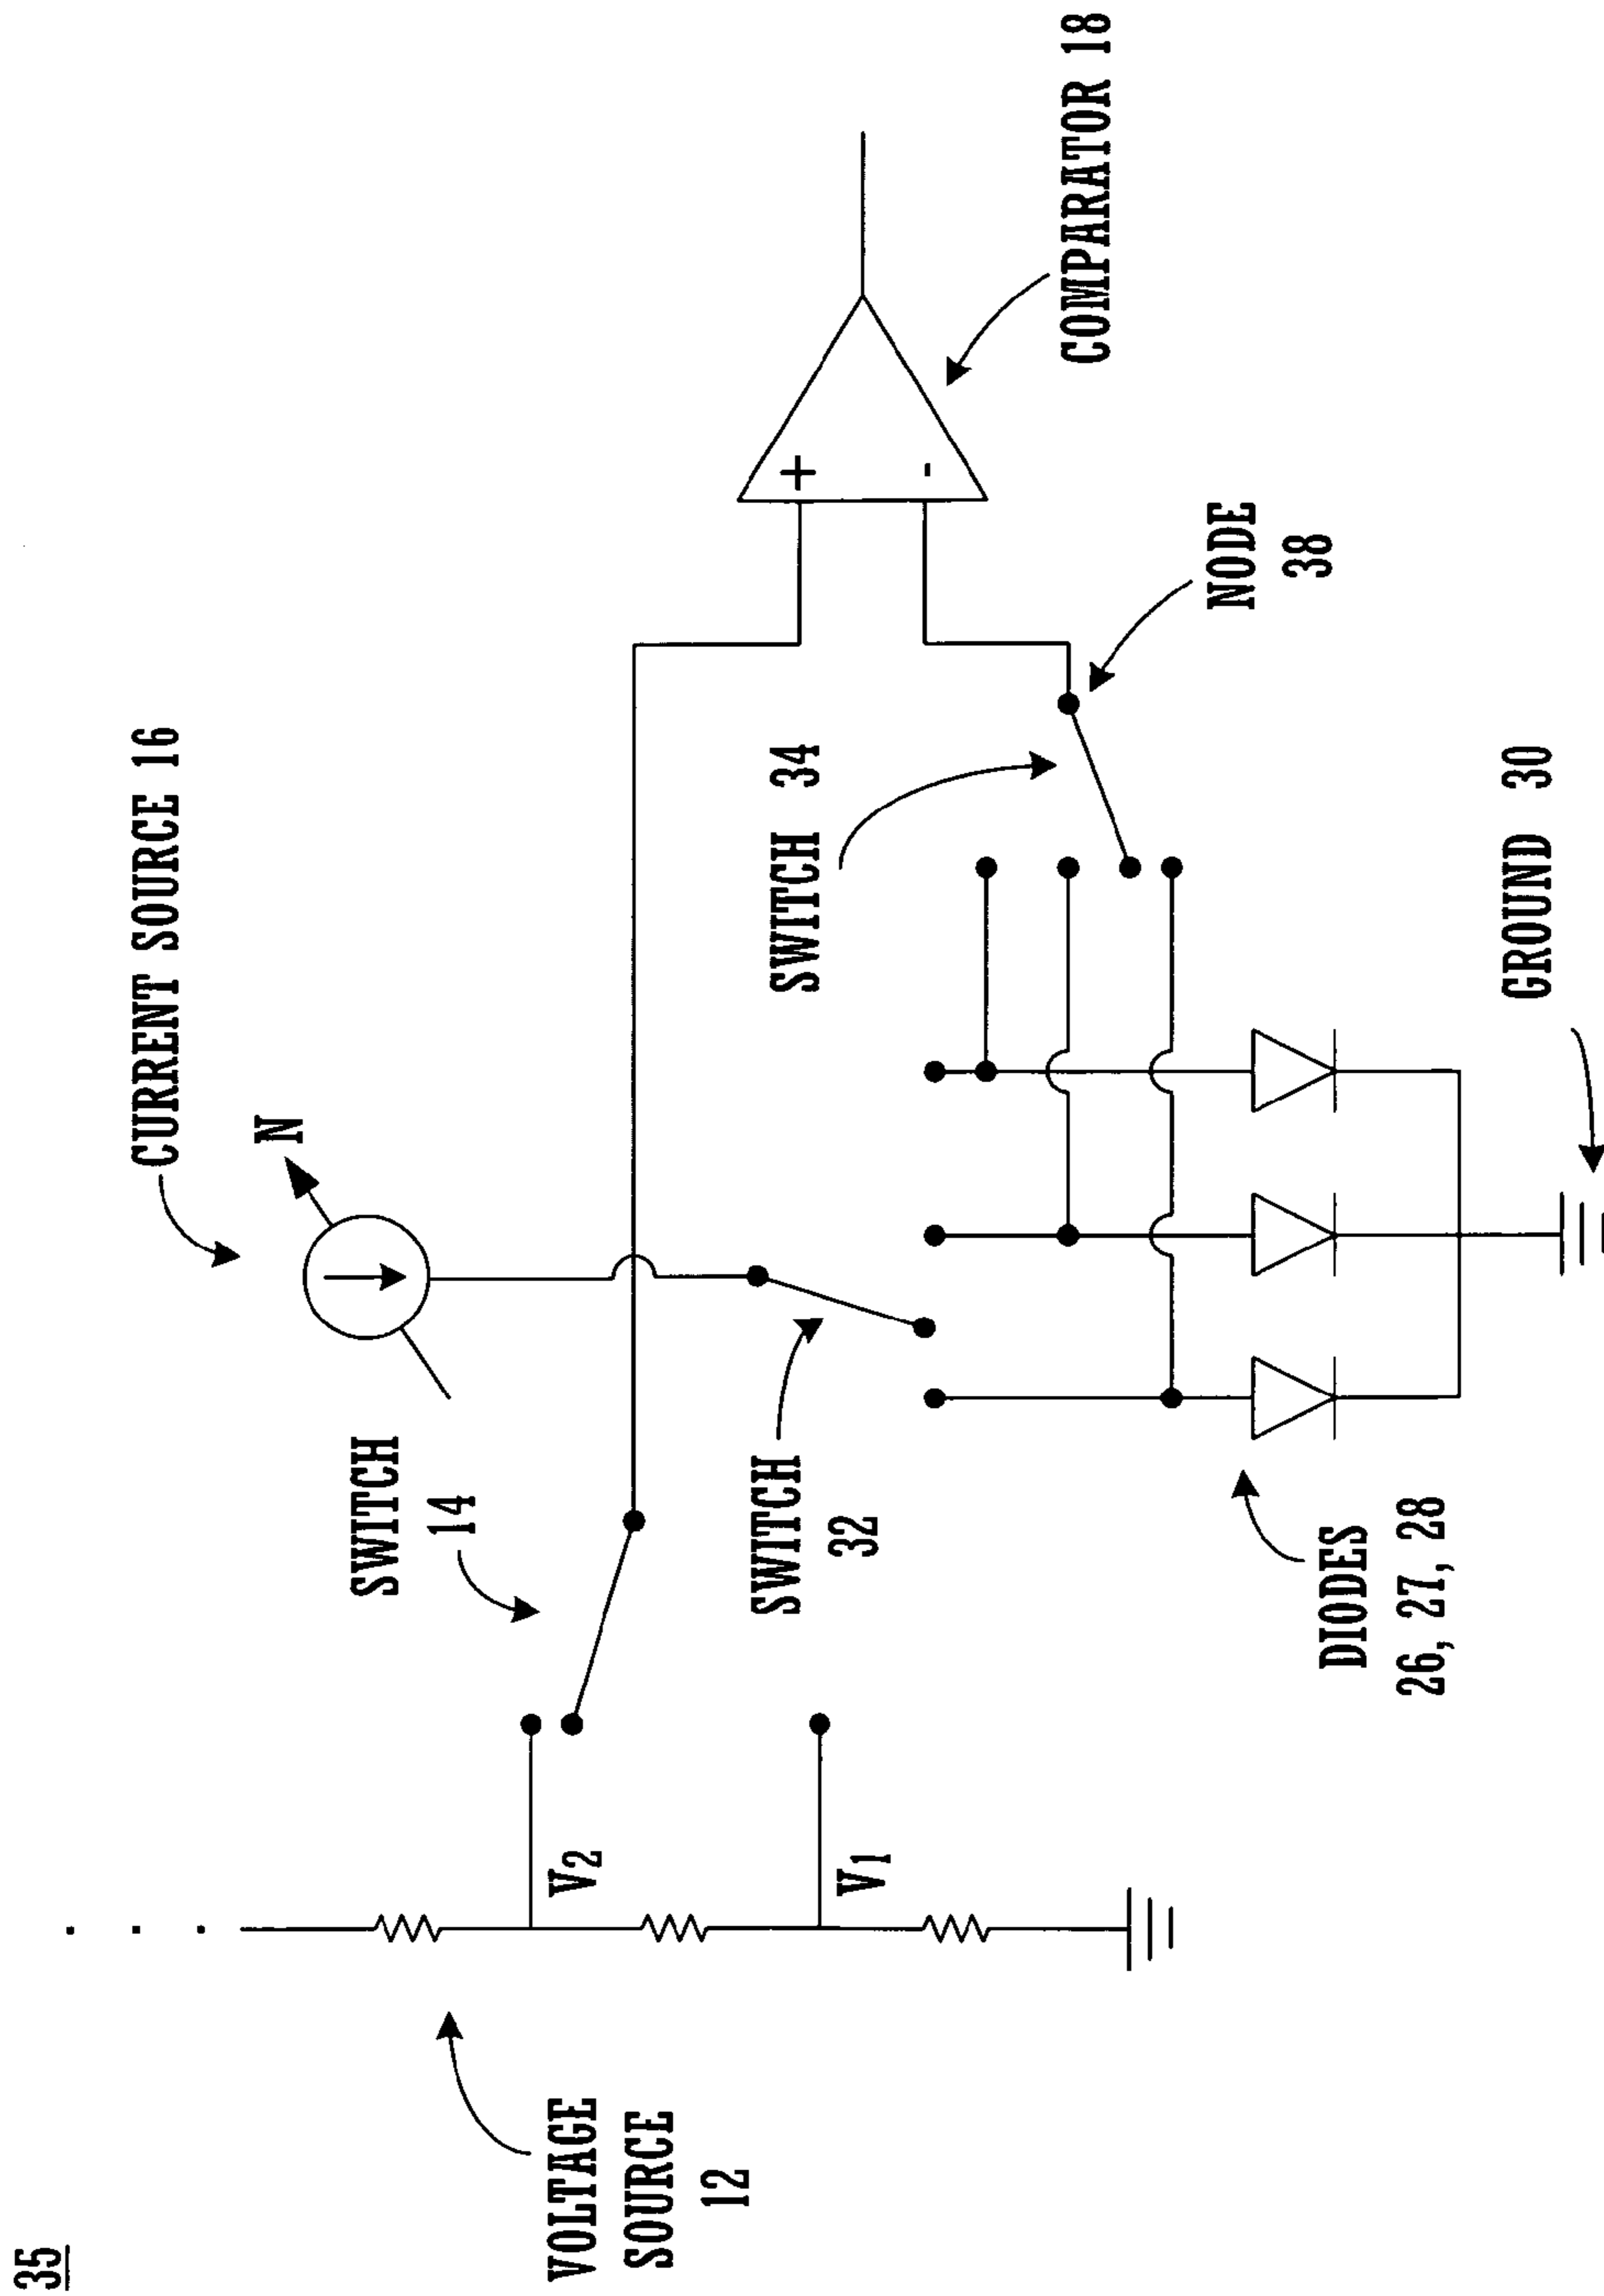 35
CURRENT SOURCE 16
N
SWITCH
14
VOLTAGE
SOURCE
12
V2
V1
SWITCH
32
SWITCH 34
+
-
COMPARATOR 18
NODE
38
DIODES
26, 27, 28
GROUND 30